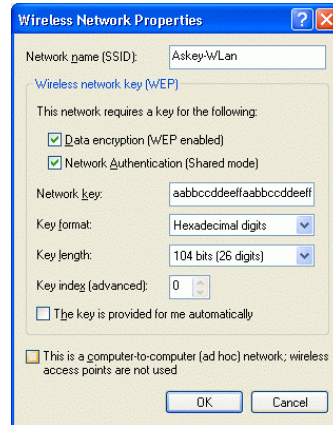 Wireless Network Properties
Network name (SSID): Askey-WLan
Wireless network key (WEP)
This network requires a key for the following:
Data encryption (WEP enabled)
Network Authentication (Shared mode)
Network key: aabbccddeeffaabbccddeeff
Key format: Hexadecimal digits
Key length: 104 bits (26 digits)
Key index (advanced): 0
The key is provided for me automatically
This is a computer-to-computer (ad hoc) network; wireless
access points are not used
OK Cancel